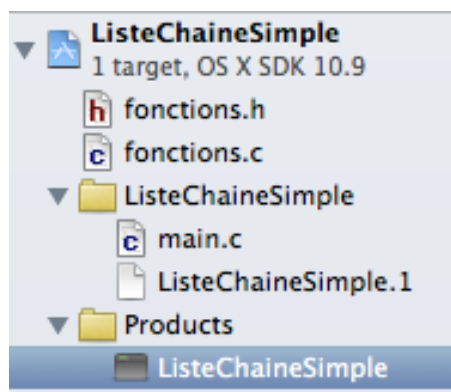 ListeChaineSimple
1 target, OS X SDK 10.9
h fonctions.h
c fonctions.c
ListeChaineSimple
c main.c
ListeChaineSimple.1
Products
ListeChaineSimple